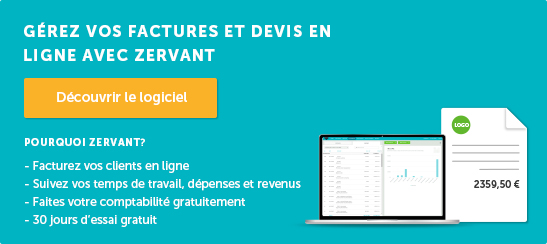 GÉREZ VOS FACTURES ET DEVIS EN
LIGNE AVEC ZERVANT
Découvrir le logiciel
POURQUOI ZERVANT?
- Facturez vos clients en ligne
- Suivez vos temps de travail, dépenses et revenus
- Faites votre comptabilité gratuitement
- 30 jours d’essai gratuit
LOGO
2359,50 €